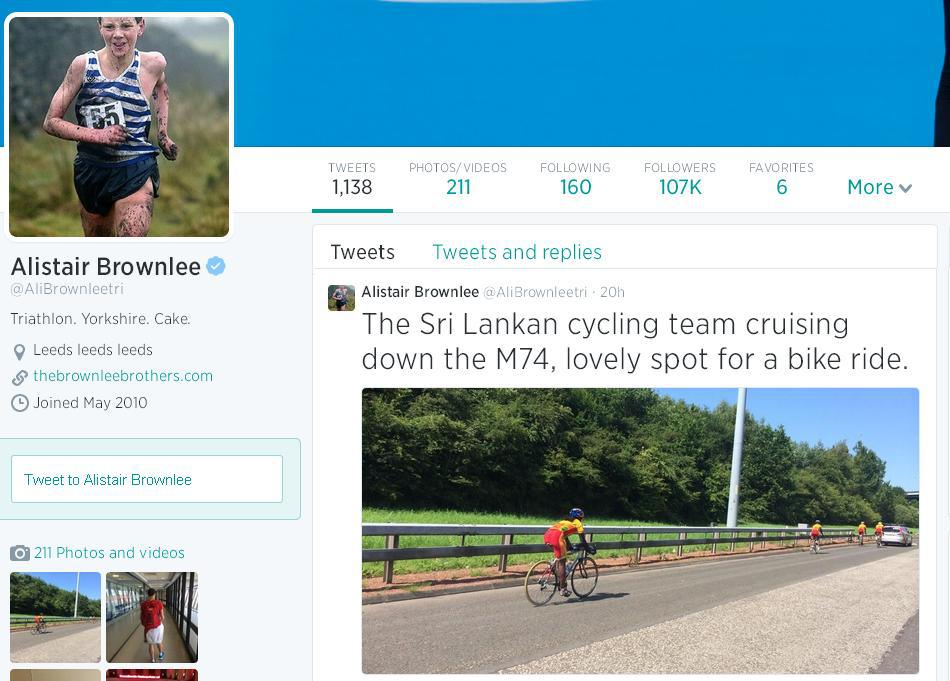 65
TWEETS
1,138
PHOTOS/VIDEOS
211
FOLLOWING
160
FOLLOWERS
107K
FAVORITES
6
More
Alistair Brownlee
@AliBrownleetri
Triathlon. Yorkshire. Cake.
Leeds leeds leeds
thebrownleebrothers.com
Joined May 2010
Tweet to Alistair Brownlee
211 Photos and videos
Tweets
Tweets and replies
Alistair Brownlee @AliBrownleetri · 20h
The Sri Lankan cycling team cruising
down the M74, lovely spot for a bike ride.